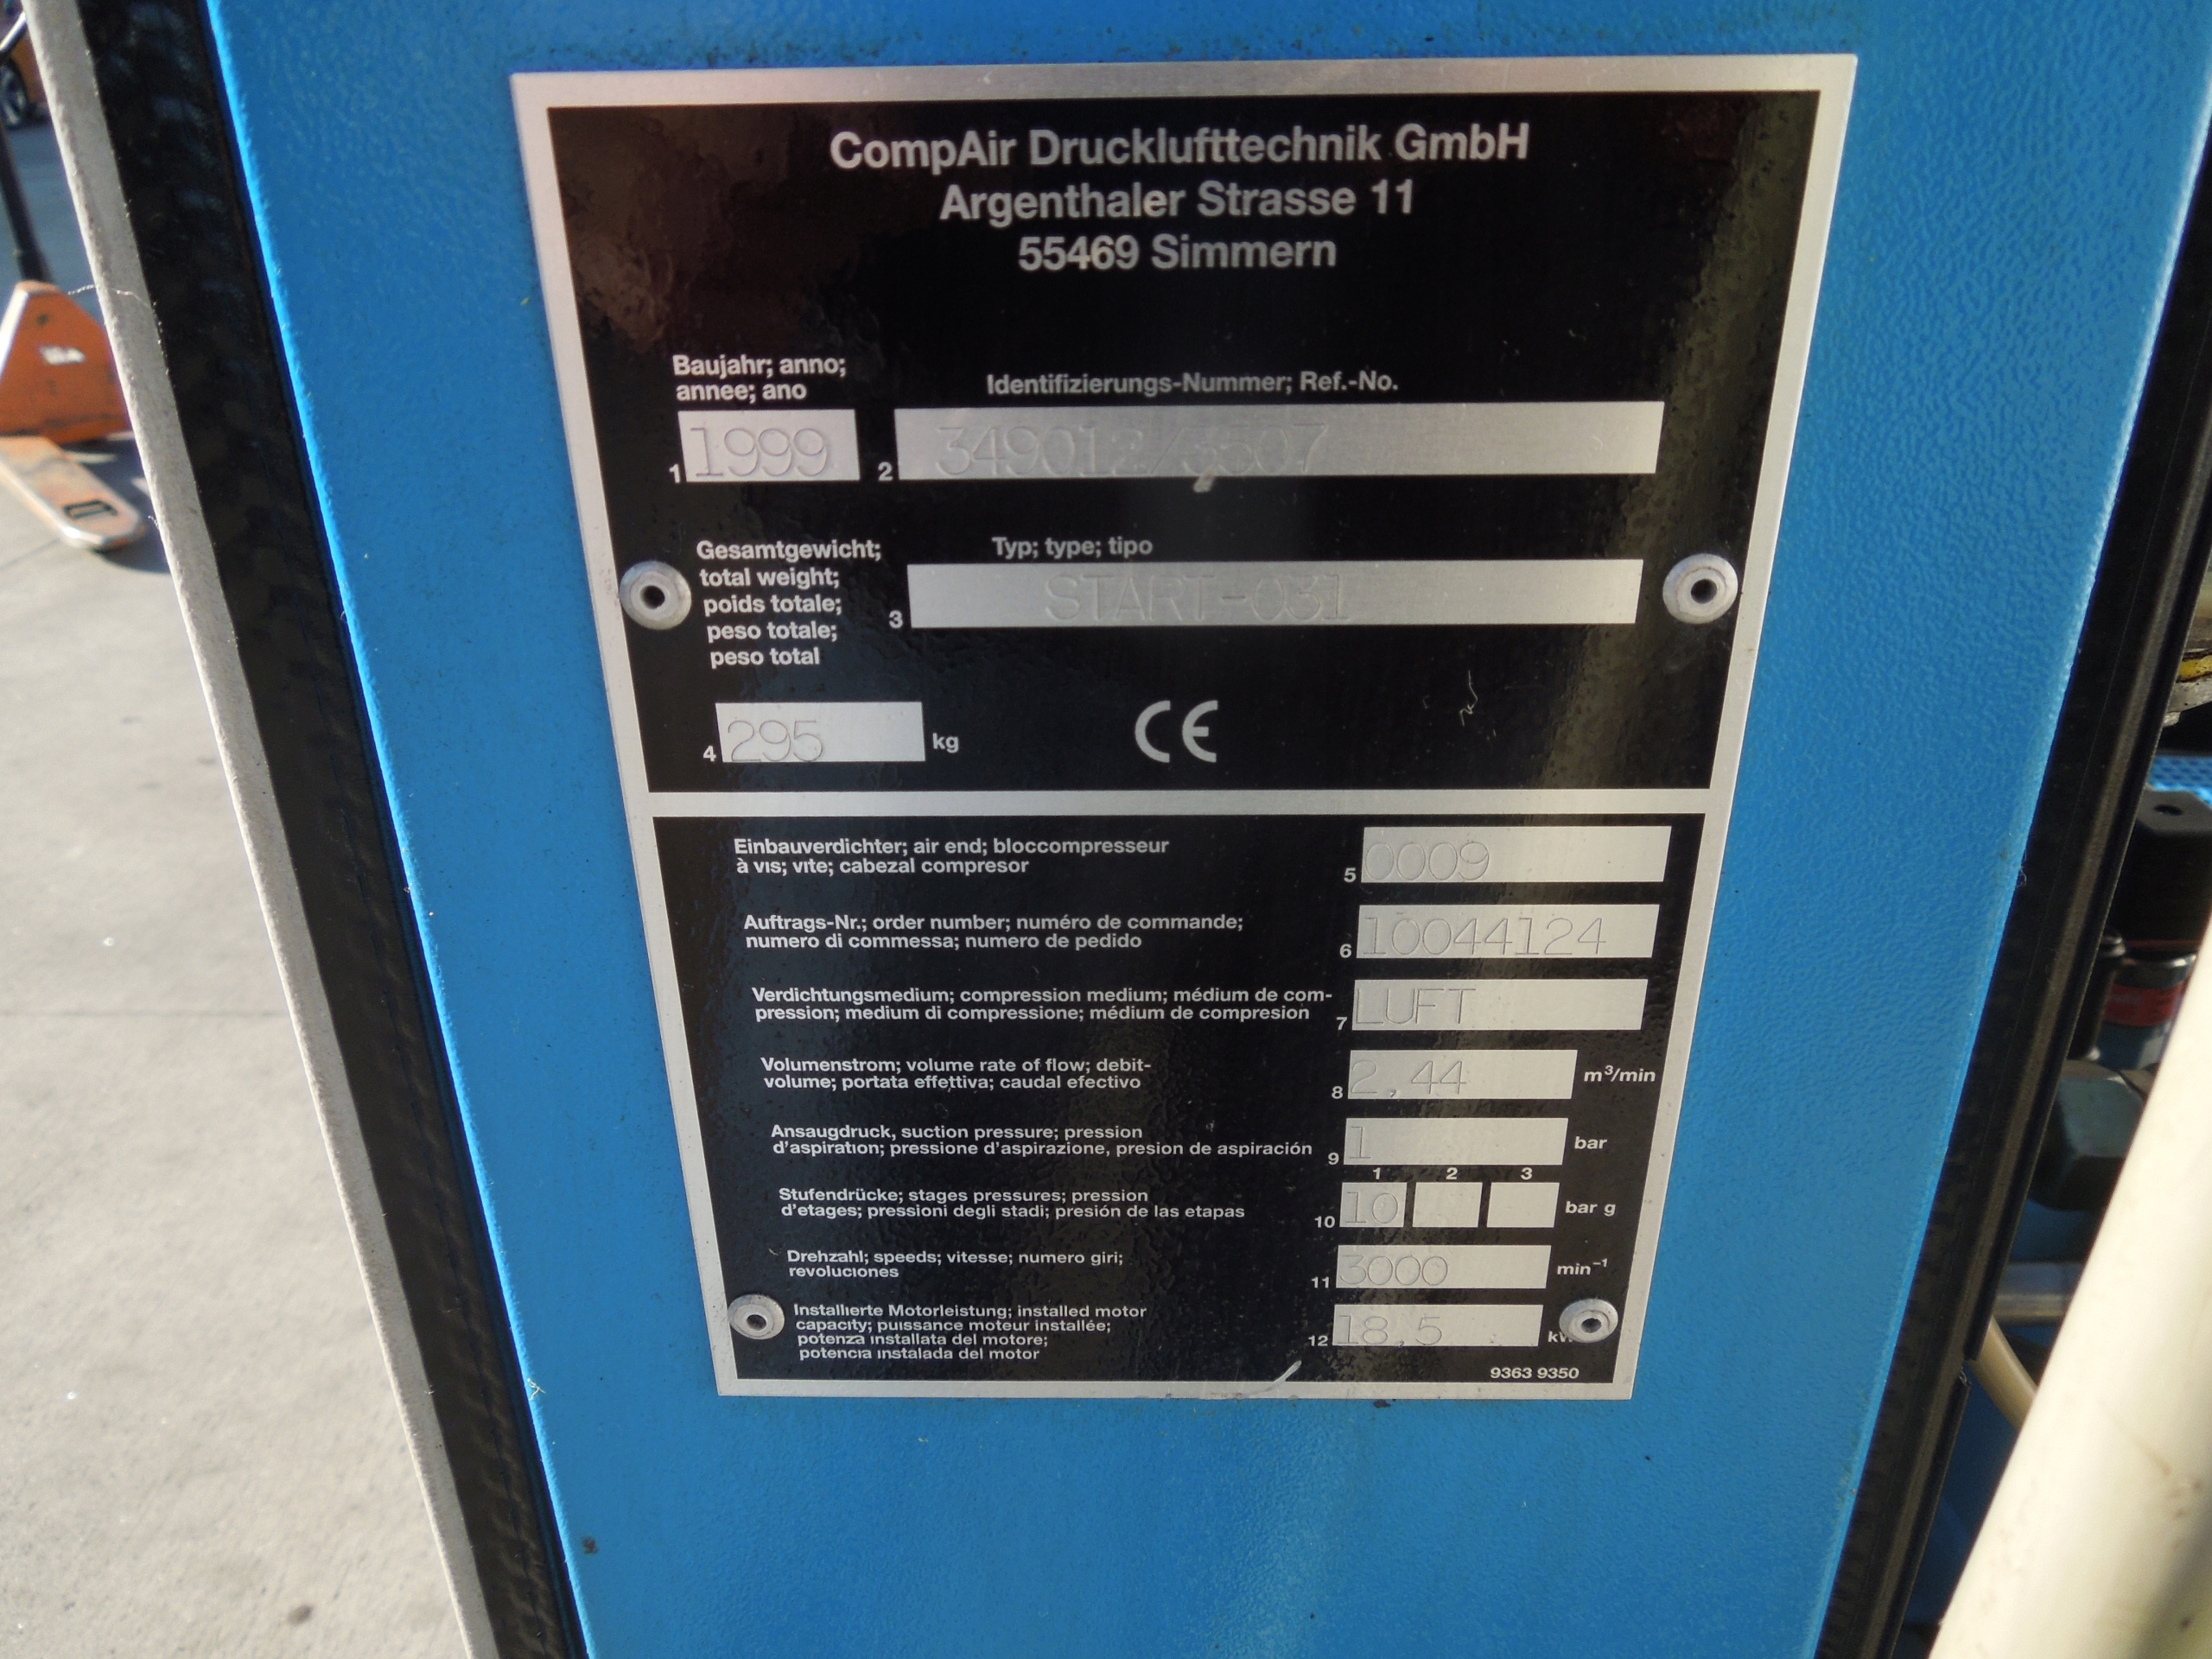 CompAir Drucklufttechnik GmbH
Argenthaler Strasse 11
55469 Simmern
Baujahr; anno;
annee; ano
Identifizierungs-Nummer; Ref.-No.
1 1999
2 349012/3507
Gesamtgewicht;
total weight;
poids totale;
peso totale;
peso total
Typ; type; tipo
3 START-031
4 295 kg
CE
Einbauverdichter; air end; bloccompresseur
à vis; vite; cabezal compresor
5 0009
Auftrags-Nr.; order number; numéro de commande;
numero di commessa; numero de pedido
6 10044124
Verdichtungsmedium; compression medium; médium de com-
pression; medium di compressione; médium de compresion
7 LUFT
Volumenstrom; volume rate of flow; debit-
volume; portata effettiva; caudal efectivo
8 2,44 m³/min
Ansaugdruck, suction pressure; pression
d'aspiration; pressione d'aspirazione, presion de aspiración
9 1 bar
1 2 3
Stufendrücke; stages pressures; pression
d'etages; pressioni degli stadi; presión de las etapas
10 10 bar g
Drehzahl; speeds; vitesse; numero giri;
revoluciones
11 3000 min⁻¹
Installierte Motorleistung; installed motor
capacity; puissance moteur installée;
potenza installata del motore;
potencia instalada del motor
12 18,5
9363 9350